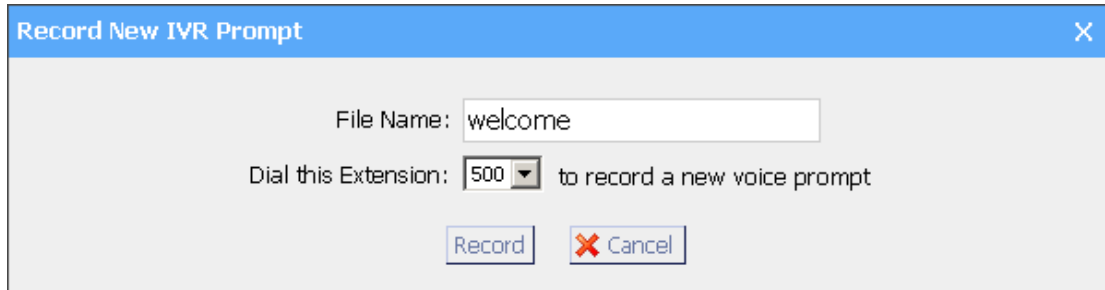 Record New IVR Prompt X
File Name: welcome
Dial this Extension: 500 to record a new voice prompt
Record Cancel